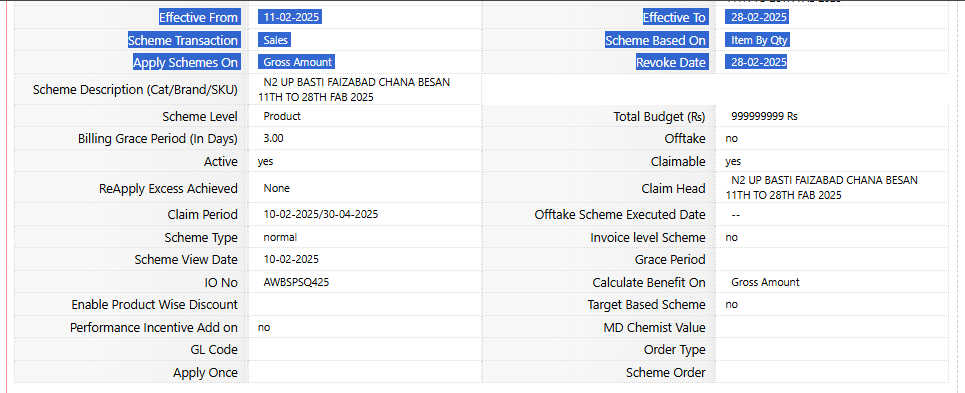 Effective From 11-02-2025 Effective To 28-02-2025
Scheme Transaction Sales Scheme Based On Item By Qty
Apply Schemes On Gross Amount Revoke Date 28-02-2025
Scheme Description (Cat/Brand/SKU) N2 UP BASTI FAIZABAD CHANA BESAN
11TH TO 28TH FAB 2025
Scheme Level Product Total Budget (₨) 999999999 Rs
Billing Grace Period (In Days) 3.00 Offtake no
Active yes Claimable yes
ReApply Excess Achieved None Claim Head N2 UP BASTI FAIZABAD CHANA BESAN
11TH TO 28TH FAB 2025
Claim Period 10-02-2025/30-04-2025 Offtake Scheme Executed Date --
Scheme Type normal Invoice level Scheme no
Scheme View Date 10-02-2025 Grace Period
IO No AWBSPSQ425 Calculate Benefit On Gross Amount
Enable Product Wise Discount Target Based Scheme no
Performance Incentive Add on no MD Chemist Value
GL Code Order Type
Apply Once Scheme Order